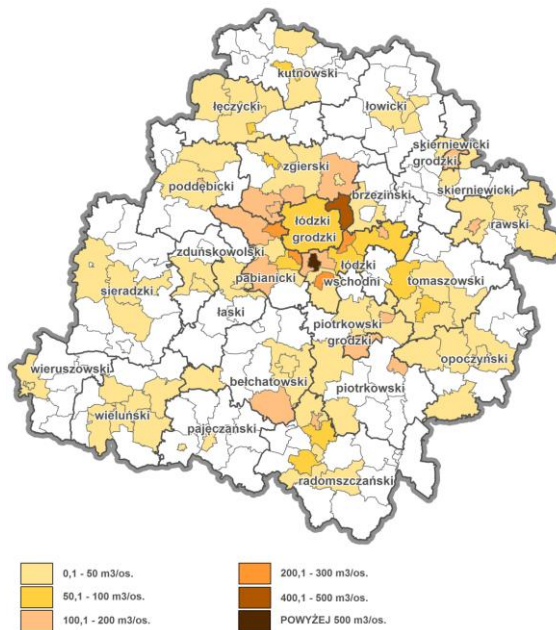 kutnowski
łęczycki
łowicki
skierniewicki
grodzki
zgierski
poddębicki
brzeziński
skierniewicki
rawski
łódzki
grodzki
zduńskowolski
łódzki
wschodni
pabianicki
tomaszowski
sieradzki
łaski
piotrkowski
grodzki
opoczyński
wieruszowski
bełchatowski
piotrkowski
wieluński
pajęczański
radomszczański
0,1 - 50 m3/os.
200,1 - 300 m3/os.
50,1 - 100 m3/os.
400,1 - 500 m3/os.
100,1 - 200 m3/os.
POWYŻEJ 500 m3/os.